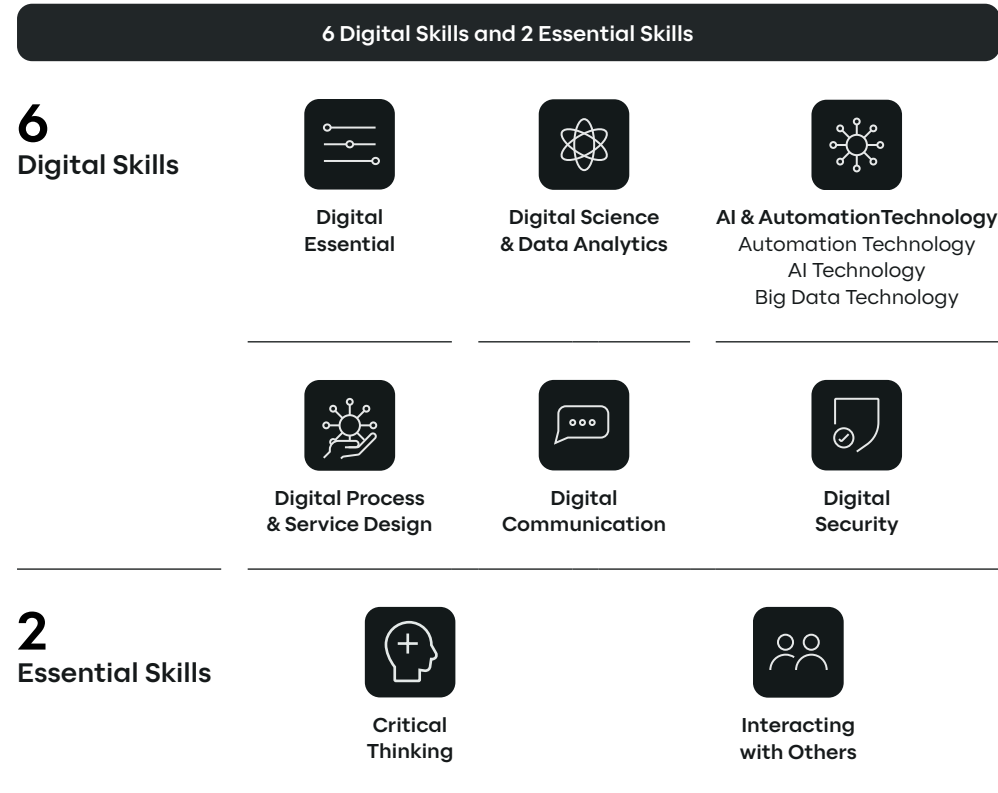 6 Digital Skills and 2 Essential Skills
6
Digital Skills
Digital
Essential
Digital Science
& Data Analytics
AI & AutomationTechnology
Automation Technology
AI Technology
Big Data Technology
Digital Process
& Service Design
Digital
Communication
Digital
Security
2
Essential Skills
Critical
Thinking
Interacting
with Others